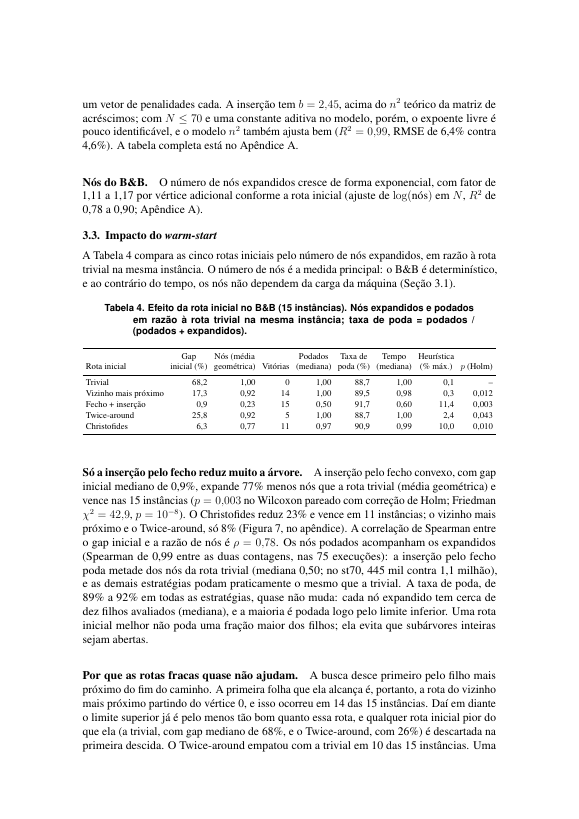 um vetor de penalidades cada. A inserção tem b = 2,45, acima do n² teórico da matriz de
acréscimos; com N ≤ 70 e uma constante aditiva no modelo, porém, o expoente livre é
pouco identificável, e o modelo n² também ajusta bem (R² = 0,99, RMSE de 6,4% contra
4,6%). A tabela completa está no Apêndice A.
Nós do B&B. O número de nós expandidos cresce de forma exponencial, com fator de
1,11 a 1,17 por vértice adicional conforme a rota inicial (ajuste de log(nós) em N, R² de
0,78 a 0,90; Apêndice A).
3.3. Impacto do warm-start
A Tabela 4 compara as cinco rotas iniciais pelo número de nós expandidos, em razão à rota
trivial na mesma instância. O número de nós é a medida principal: o B&B é determinístico,
e ao contrário do tempo, os nós não dependem da carga da máquina (Seção 3.1).
Tabela 4. Efeito da rota inicial no B&B (15 instâncias). Nós expandidos e podados
em razão à rota trivial na mesma instância; taxa de poda = podados /
(podados + expandidos).
Gap Nós (média Podados Taxa de Tempo Heurística
Rota inicial inicial (%) geométrica) Vitórias (mediana) poda (%) (mediana) (% máx.) p (Holm)
Trivial 68,2 1,00 0 1,00 88,7 1,00 0,1 –
Vizinho mais próximo 17,3 0,92 14 1,00 89,5 0,98 0,3 0,012
Fecho + inserção 0,9 0,23 15 0,50 91,7 0,60 11,4 0,003
Twice-around 25,8 0,92 5 1,00 88,7 1,00 2,4 0,043
Christofides 6,3 0,77 11 0,97 90,9 0,99 10,0 0,010
Só a inserção pelo fecho reduz muito a árvore. A inserção pelo fecho convexo, com gap
inicial mediano de 0,9%, expande 77% menos nós que a rota trivial (média geométrica) e
vence nas 15 instâncias (p = 0,003 no Wilcoxon pareado com correção de Holm; Friedman
χ² = 42,9, p = 10⁻⁸). O Christofides reduz 23% e vence em 11 instâncias; o vizinho mais
próximo e o Twice-around, só 8% (Figura 7, no apêndice). A correlação de Spearman entre
o gap inicial e a razão de nós é ρ = 0,78. Os nós podados acompanham os expandidos
(Spearman de 0,99 entre as duas contagens, nas 75 execuções): a inserção pelo fecho
poda metade dos nós da rota trivial (mediana 0,50; no st70, 445 mil contra 1,1 milhão),
e as demais estratégias podam praticamente o mesmo que a trivial. A taxa de poda, de
89% a 92% em todas as estratégias, quase não muda: cada nó expandido tem cerca de
dez filhos avaliados (mediana), e a maioria é podada logo pelo limite inferior. Uma rota
inicial melhor não poda uma fração maior dos filhos; ela evita que subárvores inteiras
sejam abertas.
Por que as rotas fracas quase não ajudam. A busca desce primeiro pelo filho mais
próximo do fim do caminho. A primeira folha que ela alcança é, portanto, a rota do vizinho
mais próximo partindo do vértice 0, e isso ocorreu em 14 das 15 instâncias. Daí em diante
o limite superior já é pelo menos tão bom quanto essa rota, e qualquer rota inicial pior do
que ela (a trivial, com gap mediano de 68%, e o Twice-around, com 26%) é descartada na
primeira descida. O Twice-around empatou com a trivial em 10 das 15 instâncias. Uma